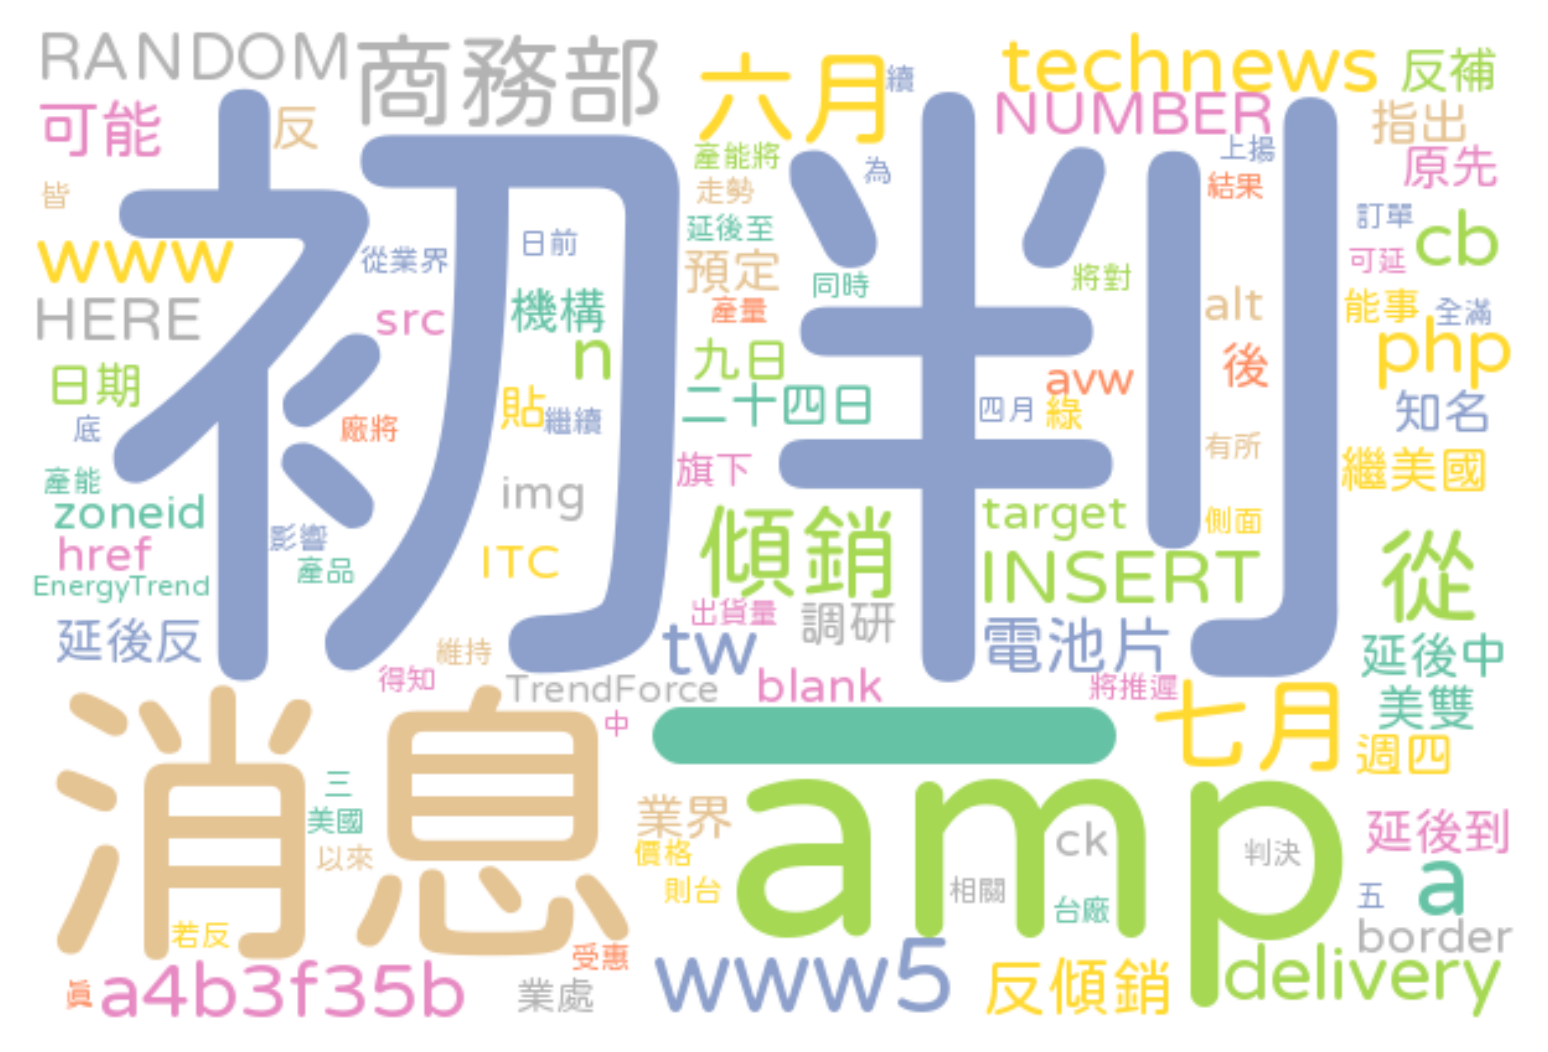 RANDOM
商務部
六月
續
technews
反補
可能
反
初判
NUMBER
指出
產能將
為
上揚
原先
皆
走勢
結果
www
從業界
日前
延後至
訂單
cb
預定
同時
將對
可延
HERE
src
機構
產量
alt
能事
全滿
日期
n
九日
avw
後
php
底
廠將
貼
繼續
二十四日
四月
綠
知名
產能
旗下
有所
繼美國
zoneid
影響
img
傾銷
target
側面
從
href
產品
ITC
INSERT
EnergyTrend
出貨量
調研
延後反
維持
tw
電池片
延後中
得知
TrendForce
blank
將推遲
美雙
消息
中
一
七月
週四
三
美國
業界
amp
ck
判決
延後到
以來
價格
則台
相關
台廠
五
a
若反
受惠
border
真
a4b3f35b
業處
www5
反傾銷
delivery